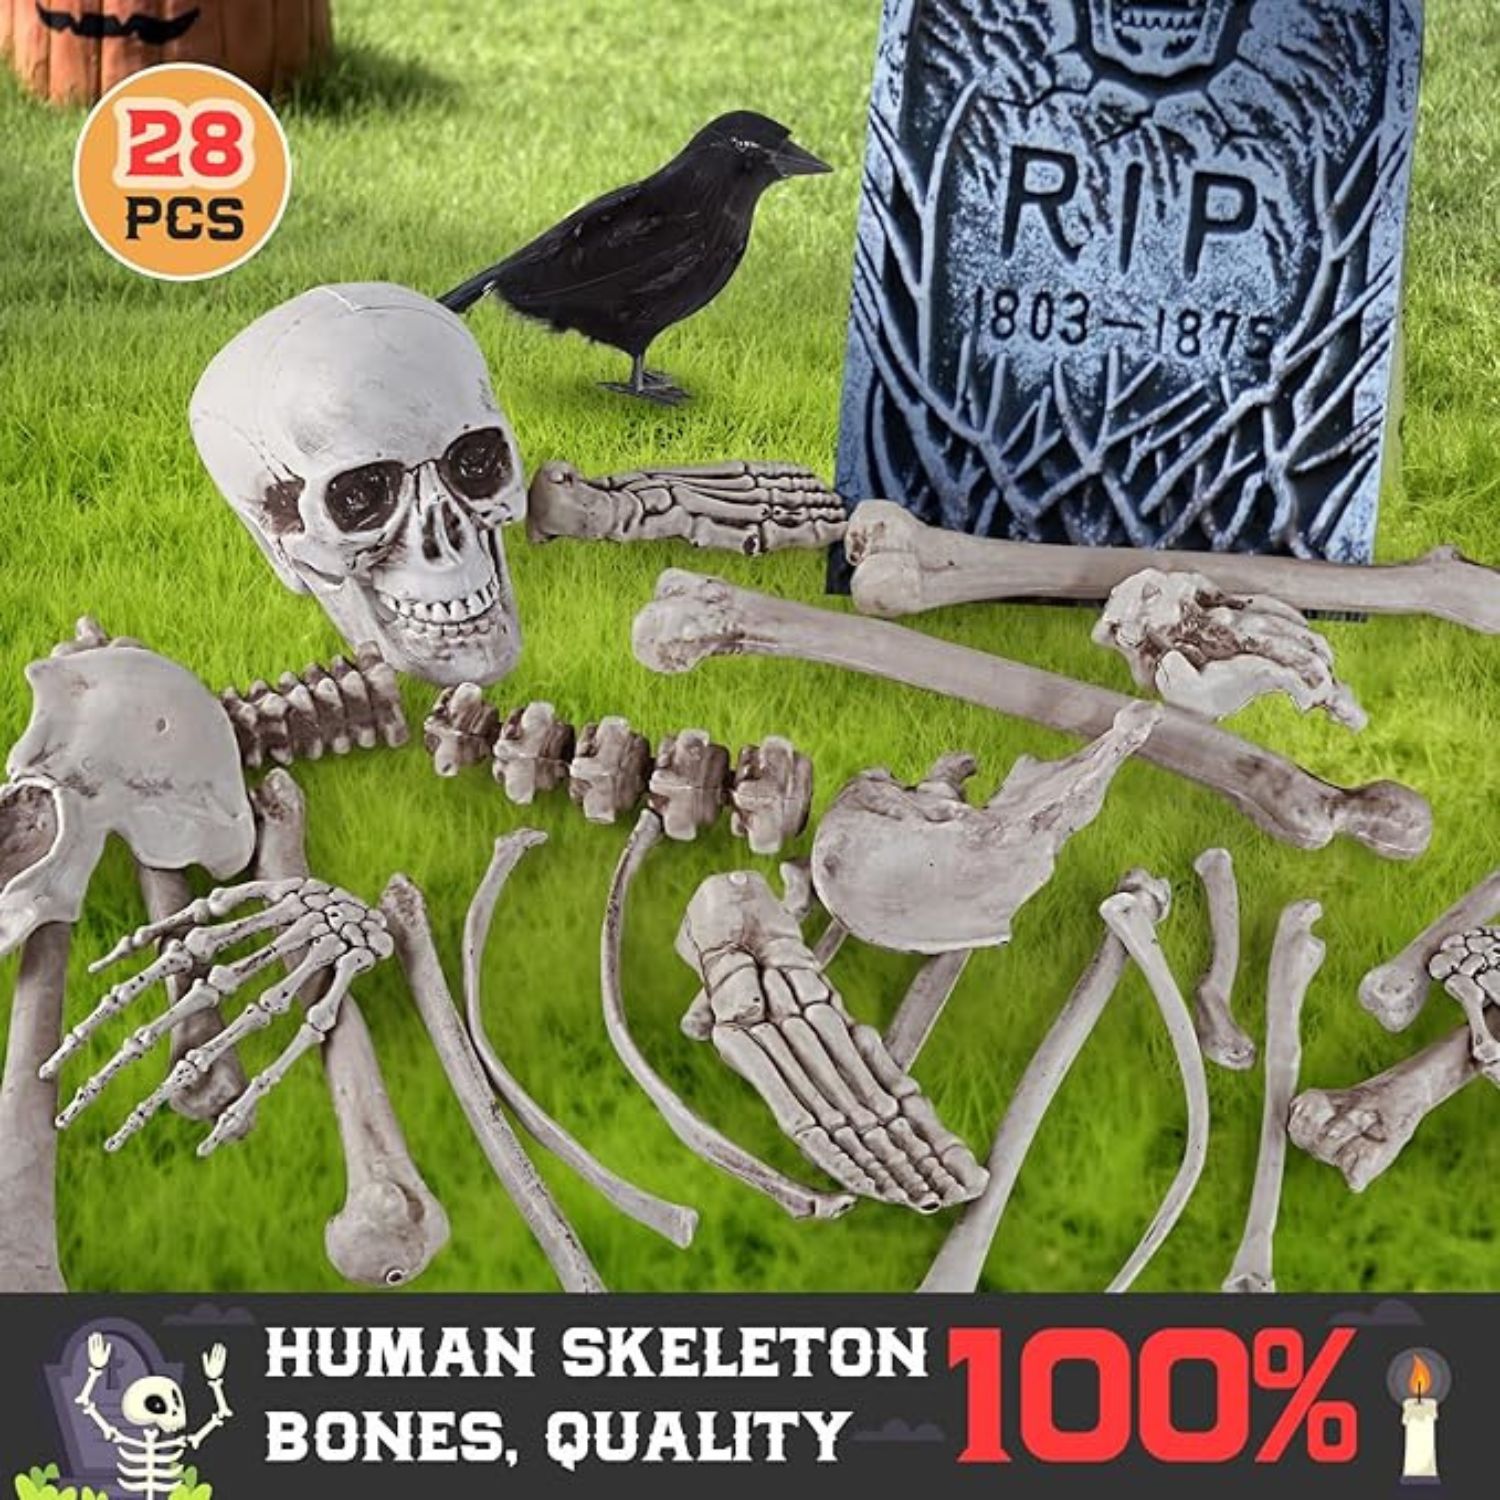 28
PCS
RIP
1803-1875
HUMAN SKELETON
BONES, QUALITY
100%